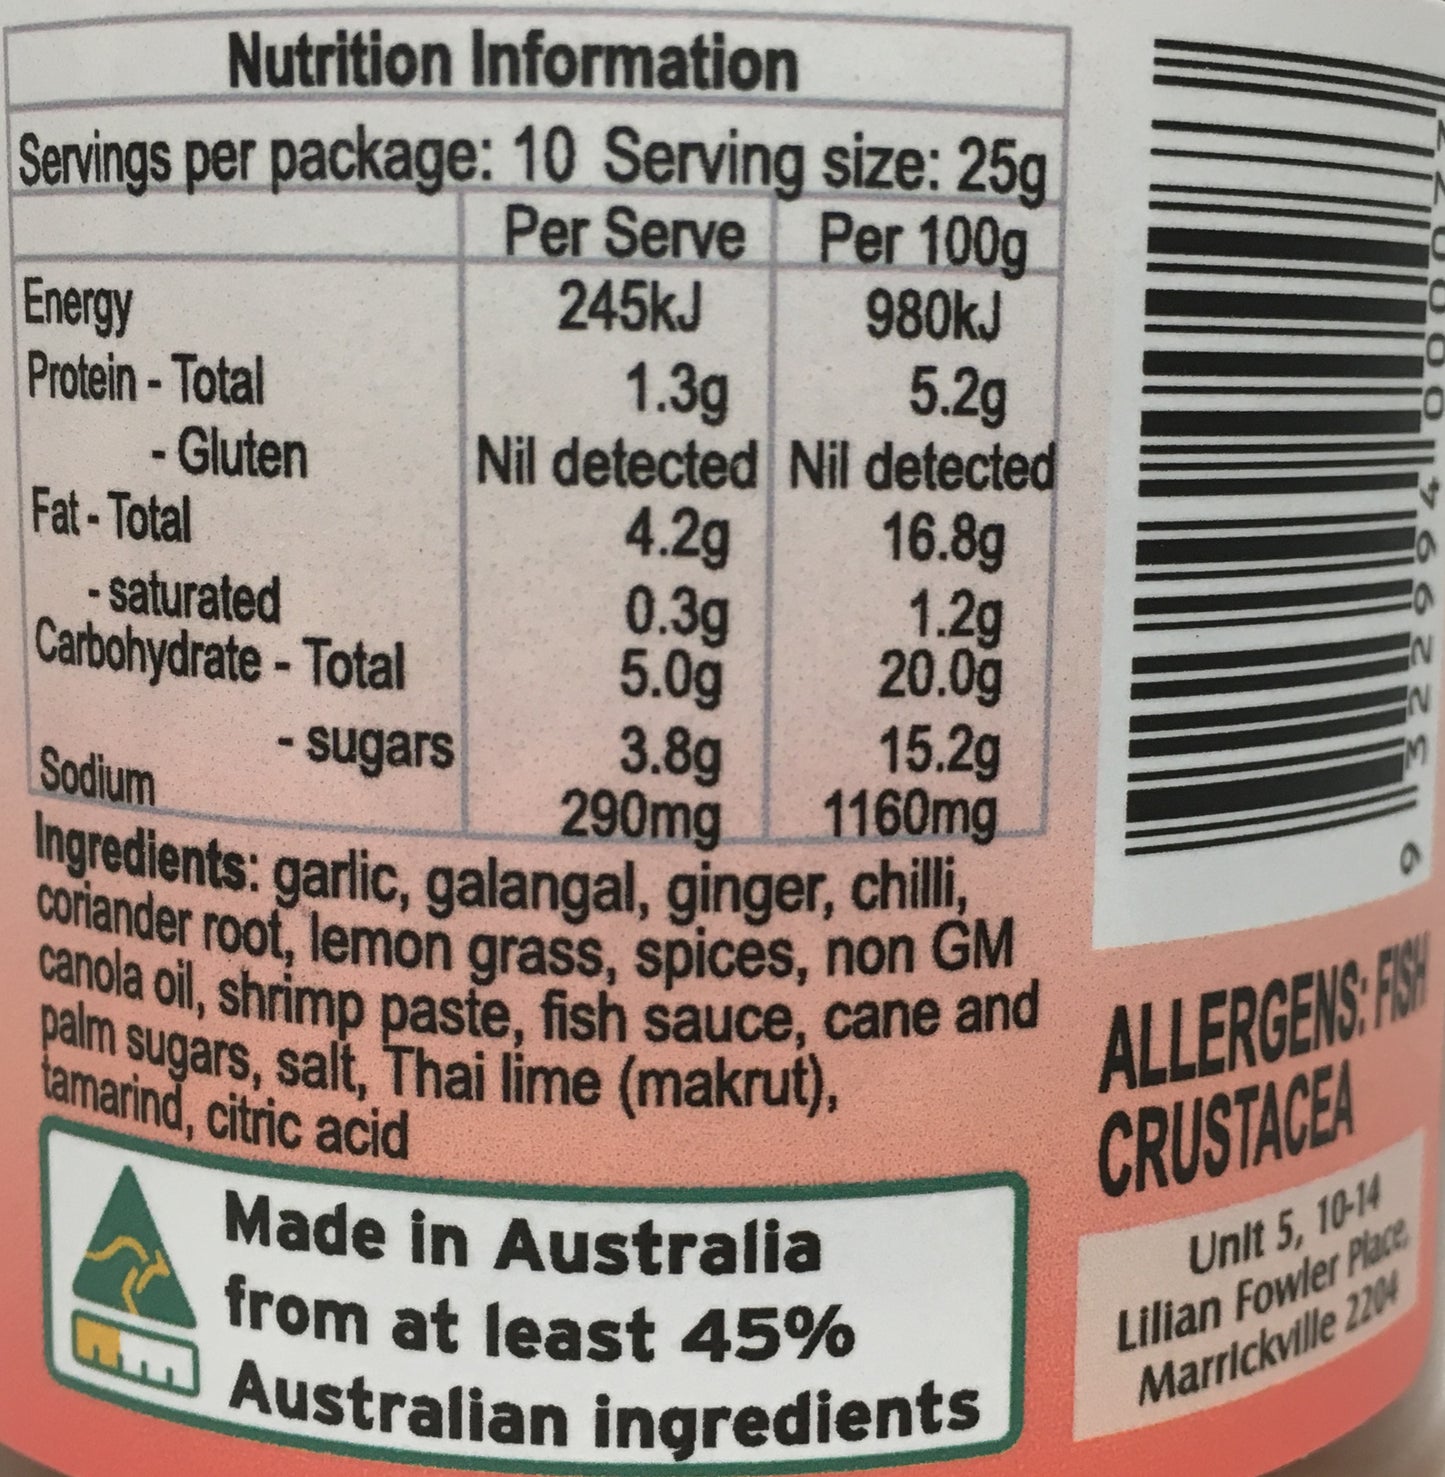 Nutrition Information
Servings per package: 10 Serving size: 25g
Per Serve Per 100g
Energy 245kJ 980kJ
Protein - Total 1.3g 5.2g
- Gluten Nil detected Nil detected
Fat - Total 4.2g 16.8g
- saturated 0.3g 1.2g
Carbohydrate - Total 5.0g 20.0g
- sugars 3.8g 15.2g
Sodium 290mg 1160mg
Ingredients: garlic, galangal, ginger, chilli,
coriander root, lemon grass, spices, non GM
canola oil, shrimp paste, fish sauce, cane and
palm sugars, salt, Thai lime (makrut),
tamarind, citric acid
Made in Australia
from at least 45%
Australian ingredients
ALLERGENS: FISH
CRUSTACEA
Unit 5, 10-14
Lilian Fowler Place,
Marrickville 2204